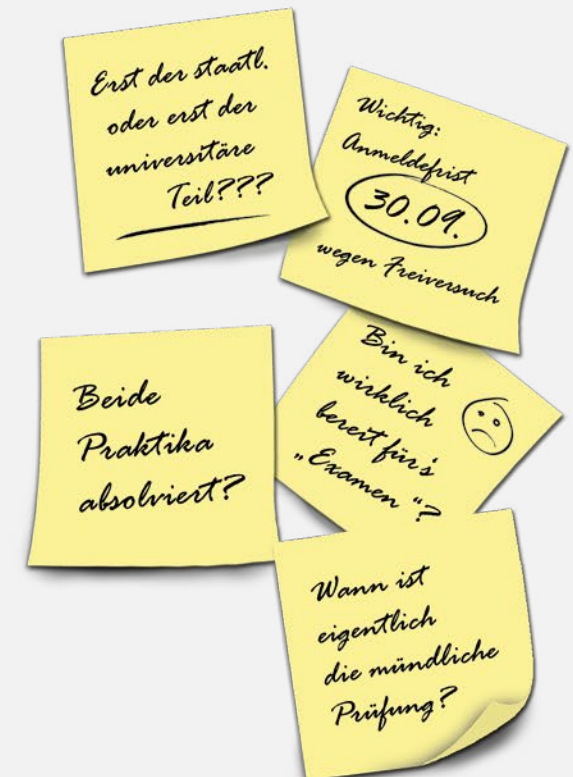 Erst der staatl.
oder erst der
universitäre
Teil???
Wichtig:
Anmeldefrist
30.09.
wegen Freiversuch
Beide
Praktika
absolviert?
Bin ich
wirklich
bereit für's
„Examen“?
Wann ist
eigentlich
die mündliche
Prüfung?